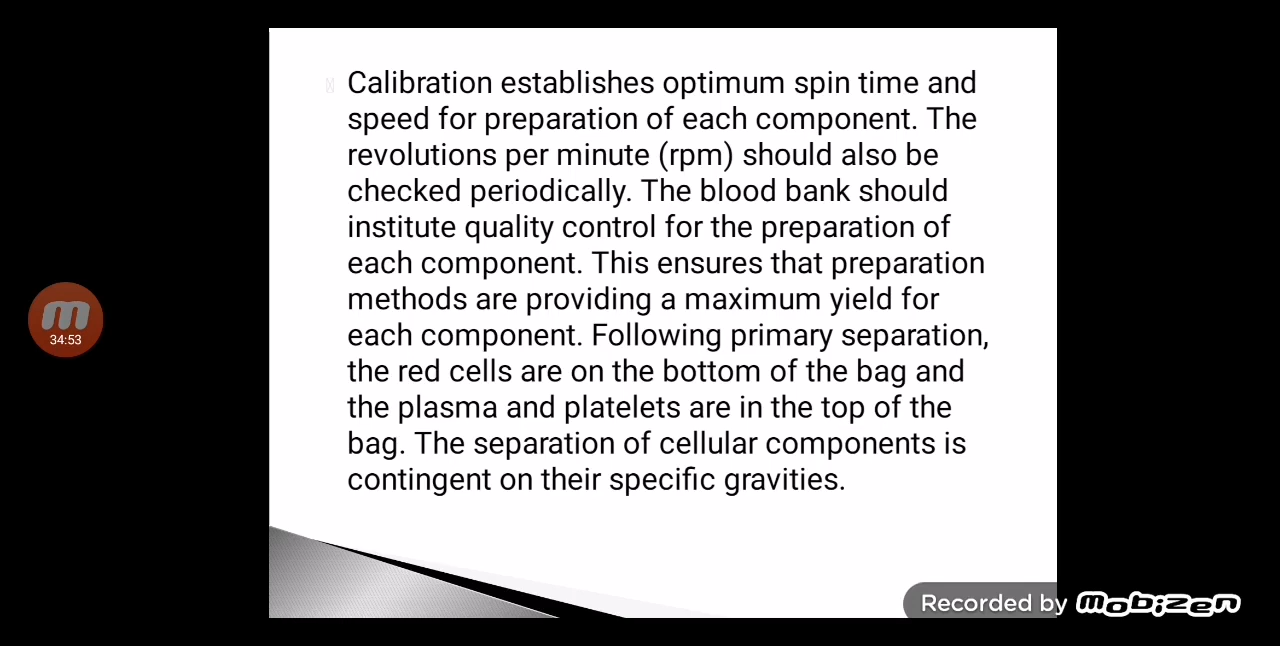 Calibration establishes optimum spin time and
speed for preparation of each component. The
revolutions per minute (rpm) should also be
checked periodically. The blood bank should
institute quality control for the preparation of
each component. This ensures that preparation
methods are providing a maximum yield for
each component. Following primary separation,
the red cells are on the bottom of the bag and
the plasma and platelets are in the top of the
bag. The separation of cellular components is
contingent on their specific gravities.
m
34:53
Recorded by mobizen